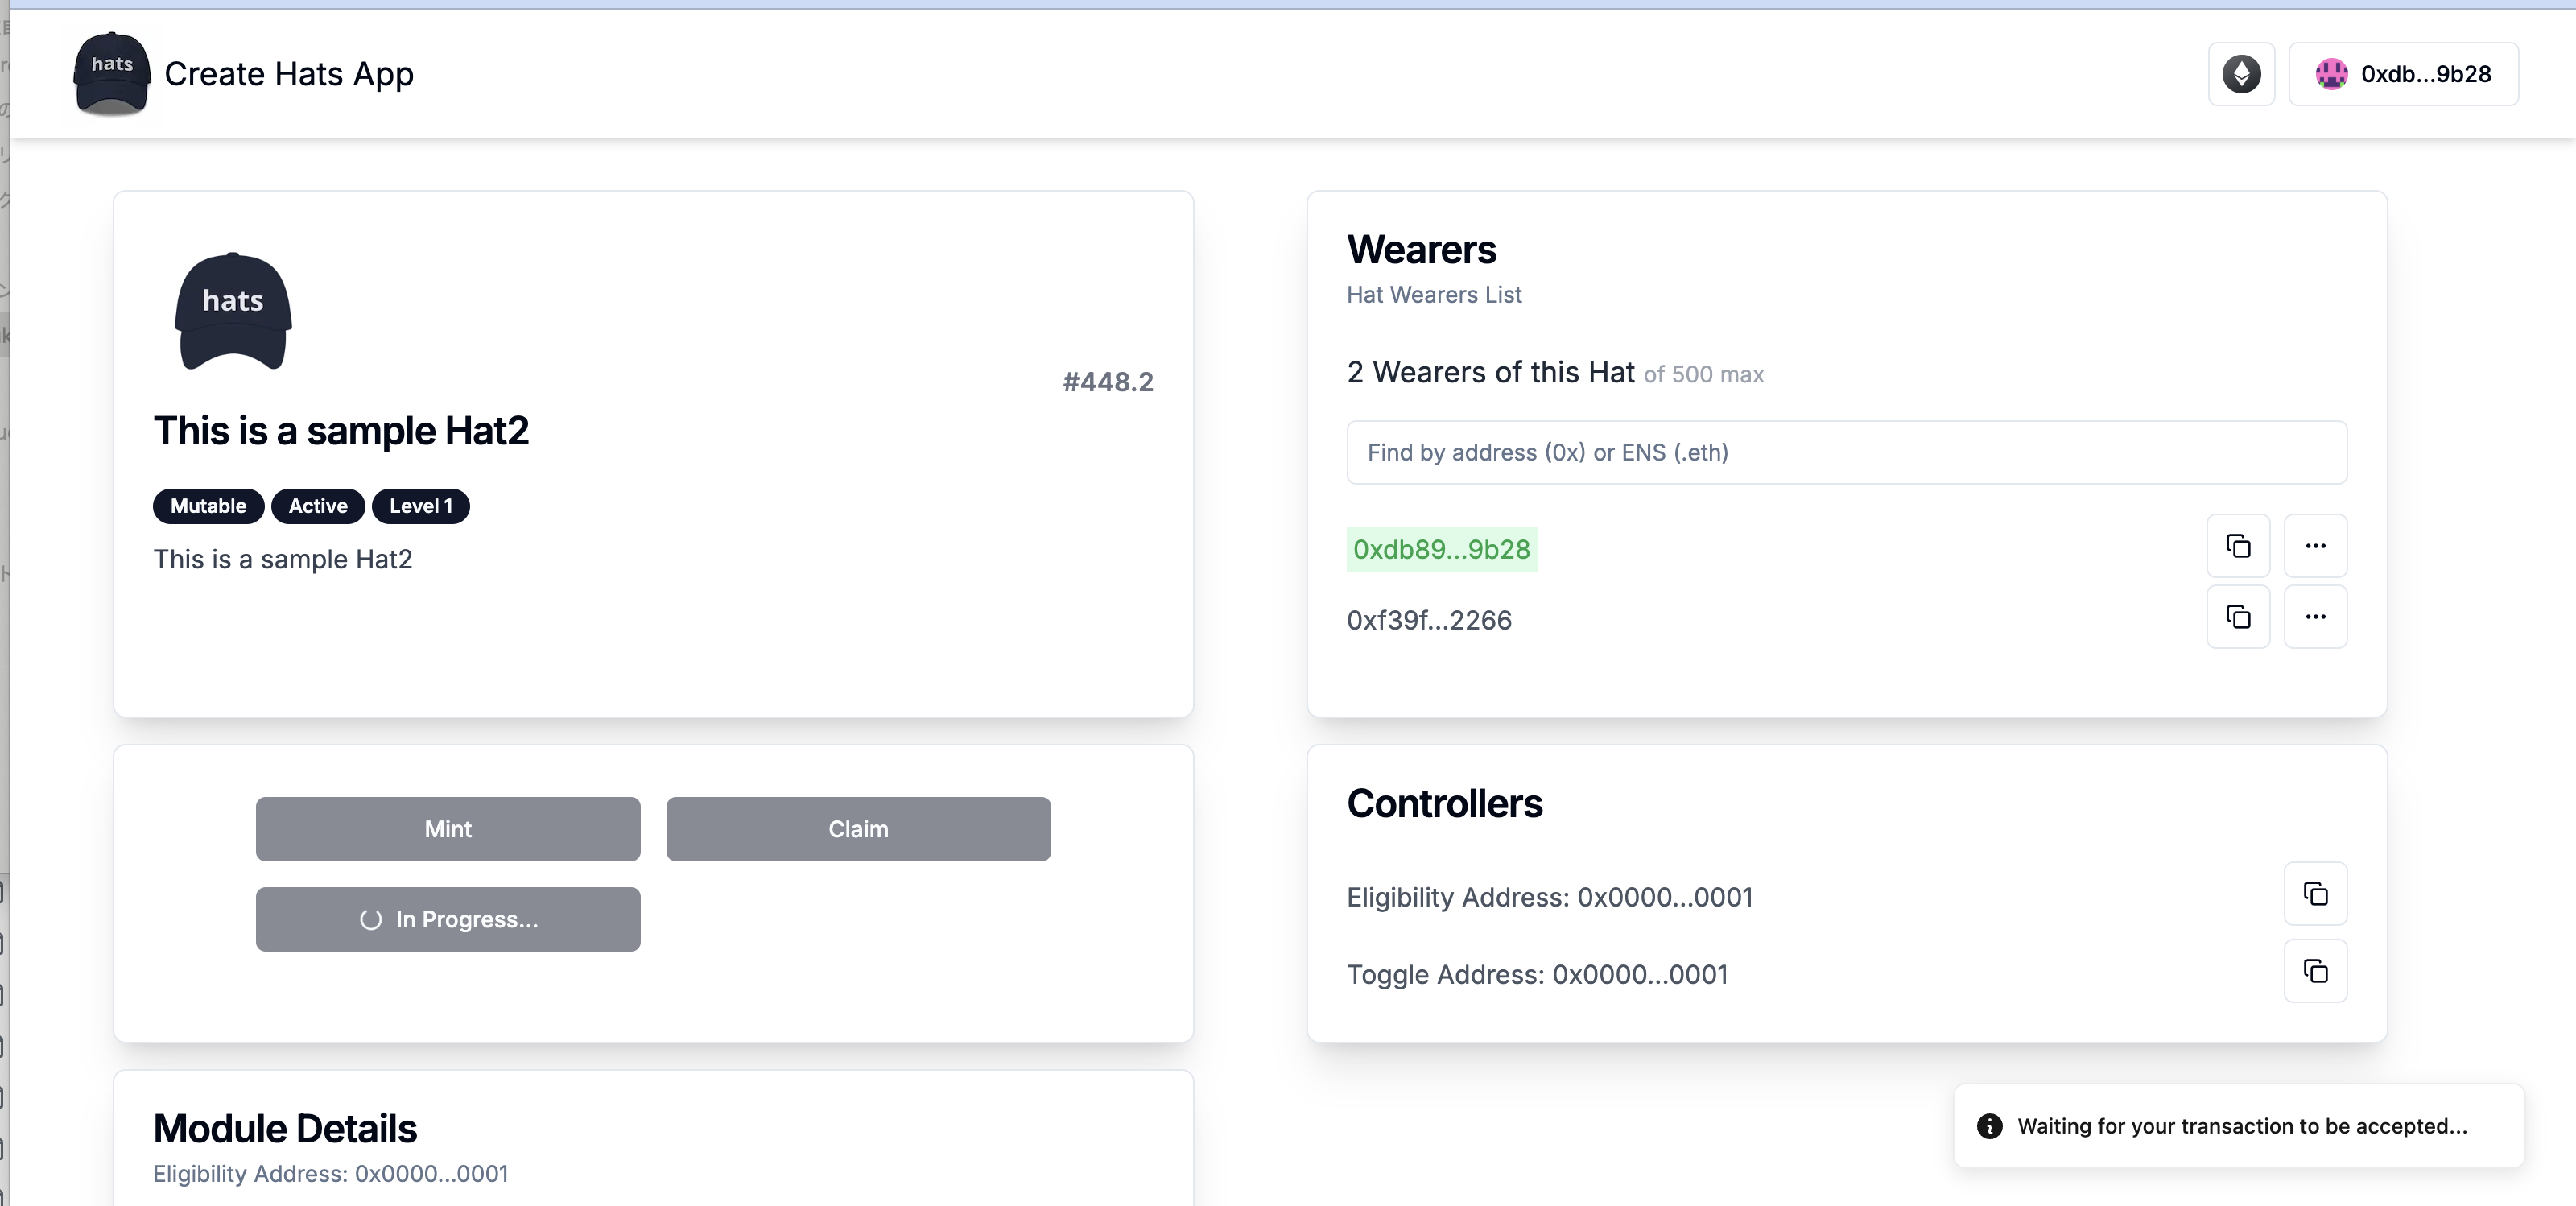 hats
Create Hats App
0xdb...9b28
hats
#448.2
This is a sample Hat2
Mutable
Active
Level 1
This is a sample Hat2
Wearers
Hat Wearers List
2 Wearers of this Hat of 500 max
Find by address (0x) or ENS (.eth)
0xdb89...9b28
0xf39f...2266
Mint
Claim
In Progress...
Controllers
Eligibility Address: 0x0000...0001
Toggle Address: 0x0000...0001
Module Details
Eligibility Address: 0x0000...0001
Waiting for your transaction to be accepted...